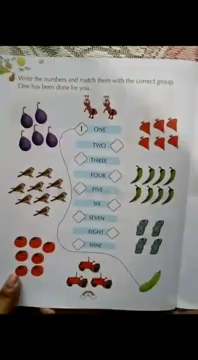 Write the numbers and match them with the correct group.
One has been done for you.
1 ONE
TWO
THREE
FOUR
FIVE
SIX
SEVEN
EIGHT
NINE